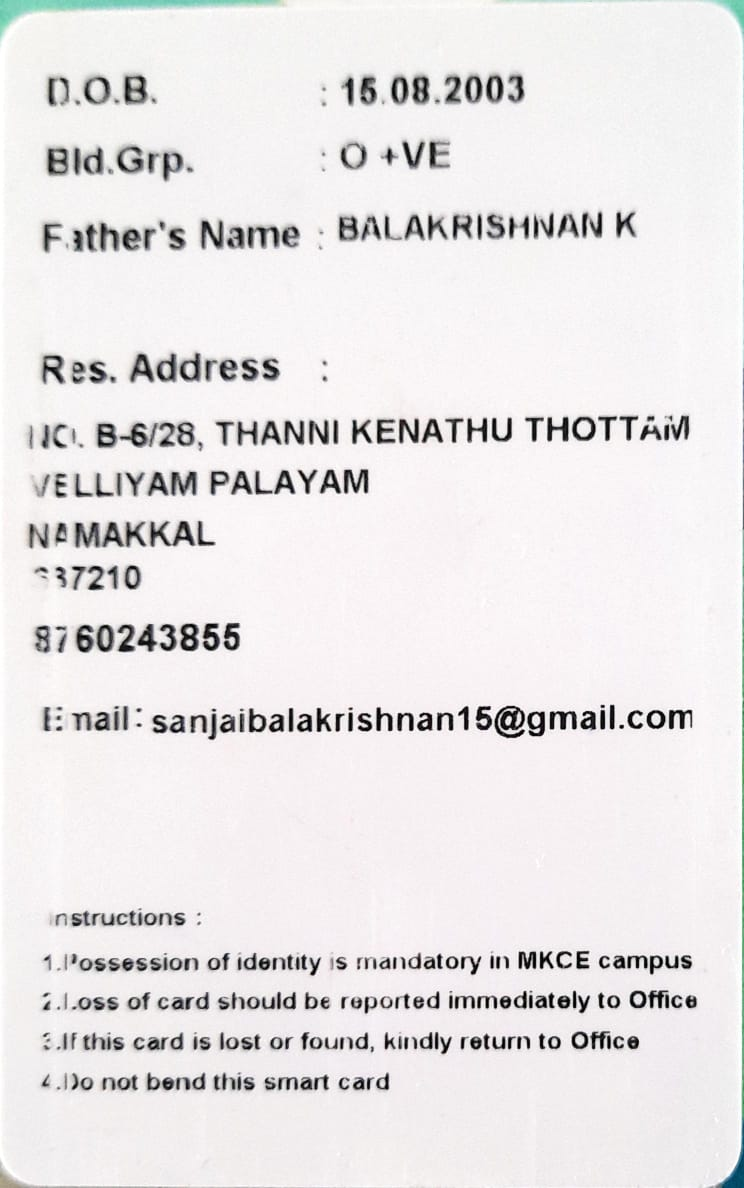 D.O.B. : 15.08.2003
Bld.Grp. : O +VE
Father's Name : BALAKRISHNAN K
Res. Address :
NO. B-6/28, THANNI KENATHU THOTTAM
VELLIYAM PALAYAM
NAMAKKAL
637210
8760243855
Email: sanjaibalakrishnan15@gmail.com
Instructions :
1.Possession of identity is mandatory in MKCE campus
2.Loss of card should be reported immediately to Office
3.If this card is lost or found, kindly return to Office
4.Do not bend this smart card